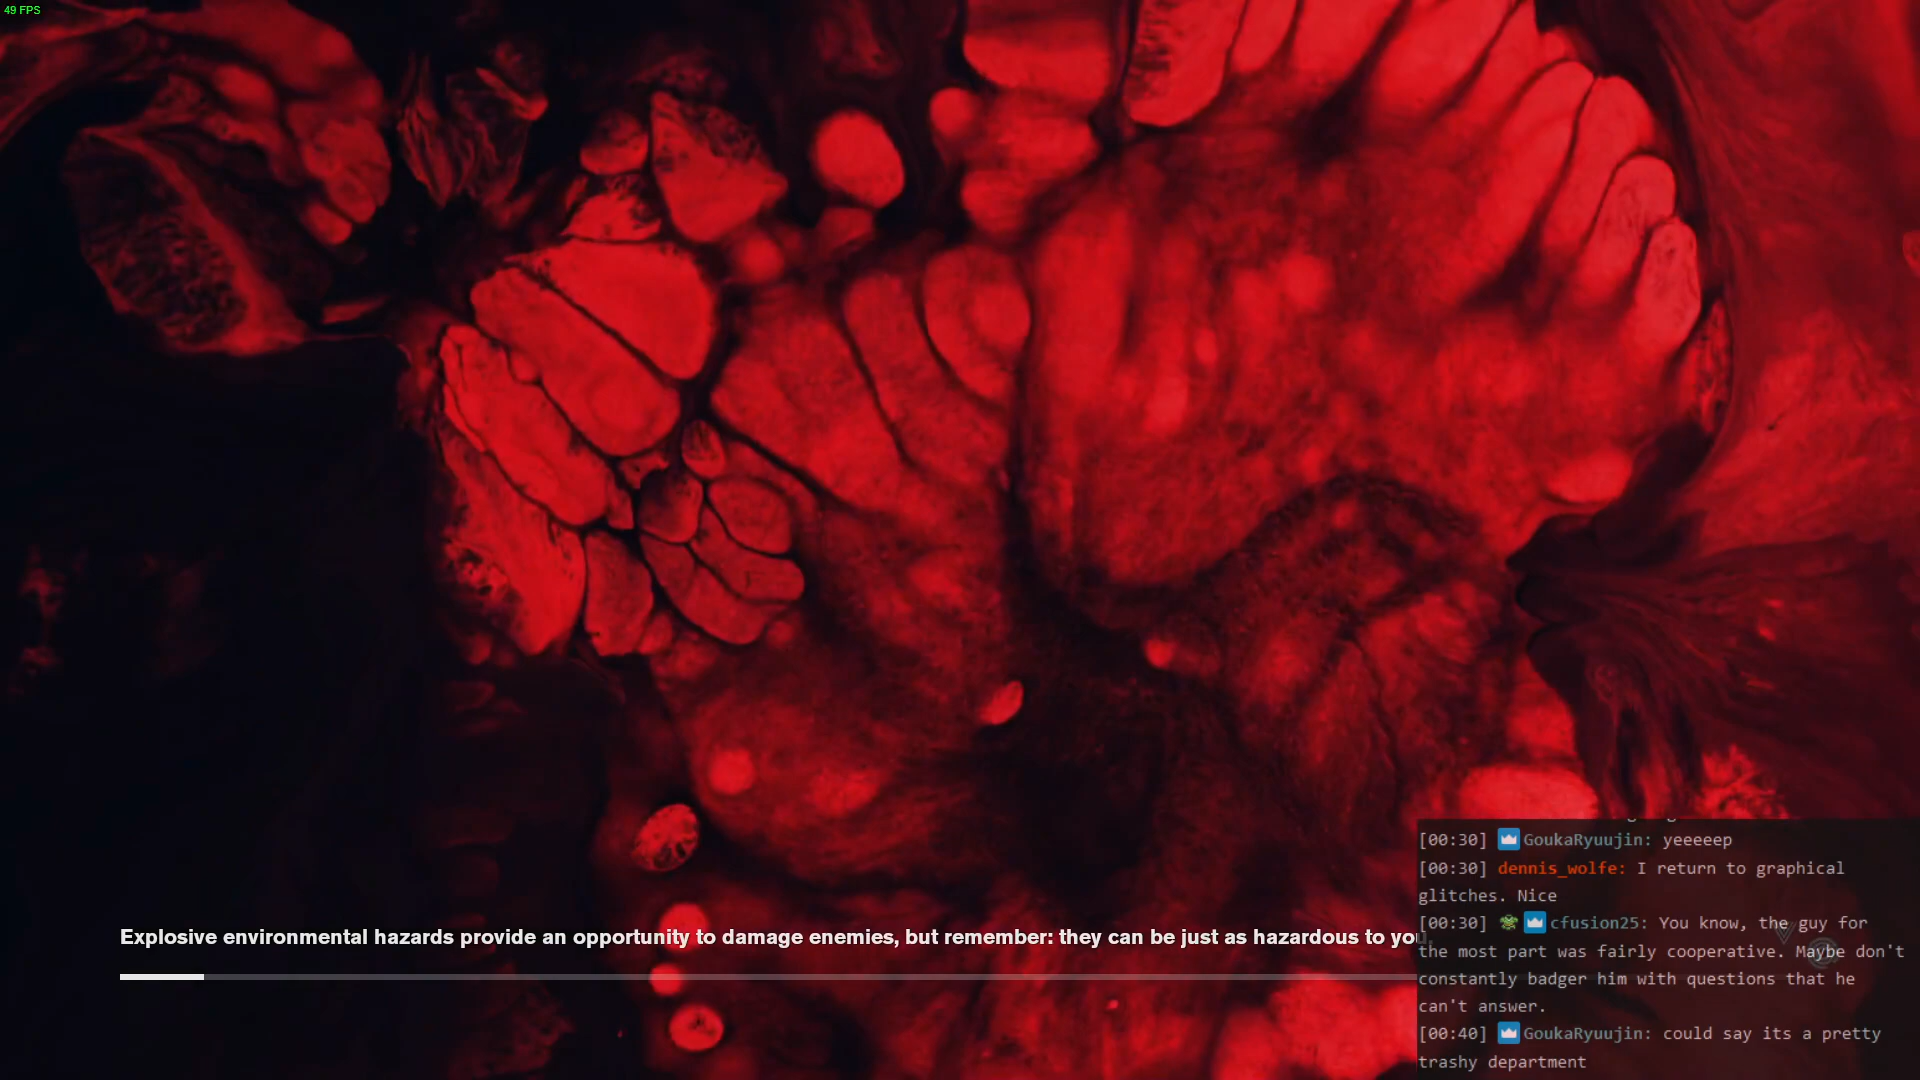 49 FPS
Explosive environmental hazards provide an opportunity to damage enemies, but remember: they can be just as hazardous to you.
[00:30] GoukaRyuujin: yeeeeep
[00:30] dennis_wolfe: I return to graphical
glitches. Nice
[00:30] cfusion25: You know, the guy for
the most part was fairly cooperative. Maybe don't
constantly badger him with questions that he
can't answer.
[00:40] GoukaRyuujin: could say its a pretty
trashy department